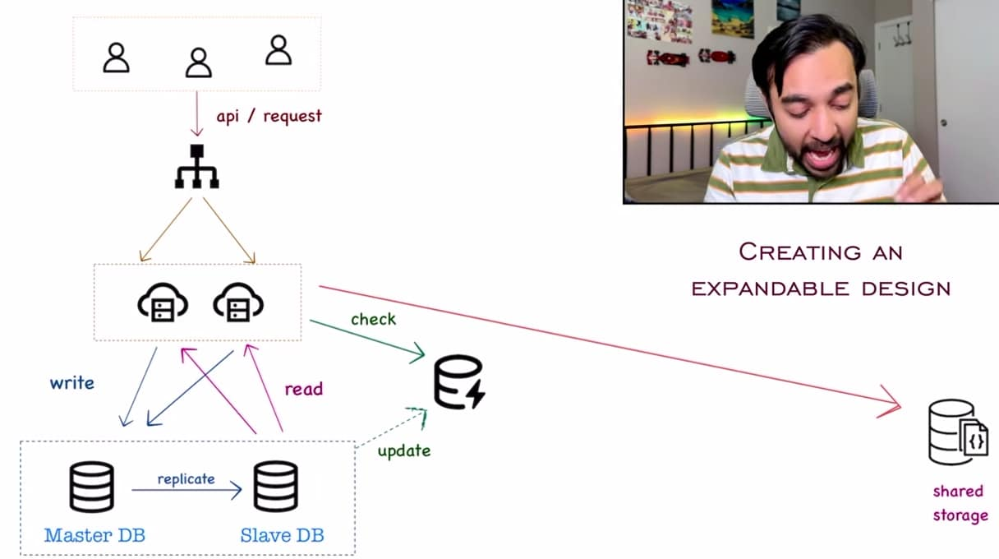 api / request
CREATING AN
EXPANDABLE DESIGN
check
write
read
update
replicate
Master DB
Slave DB
shared
storage